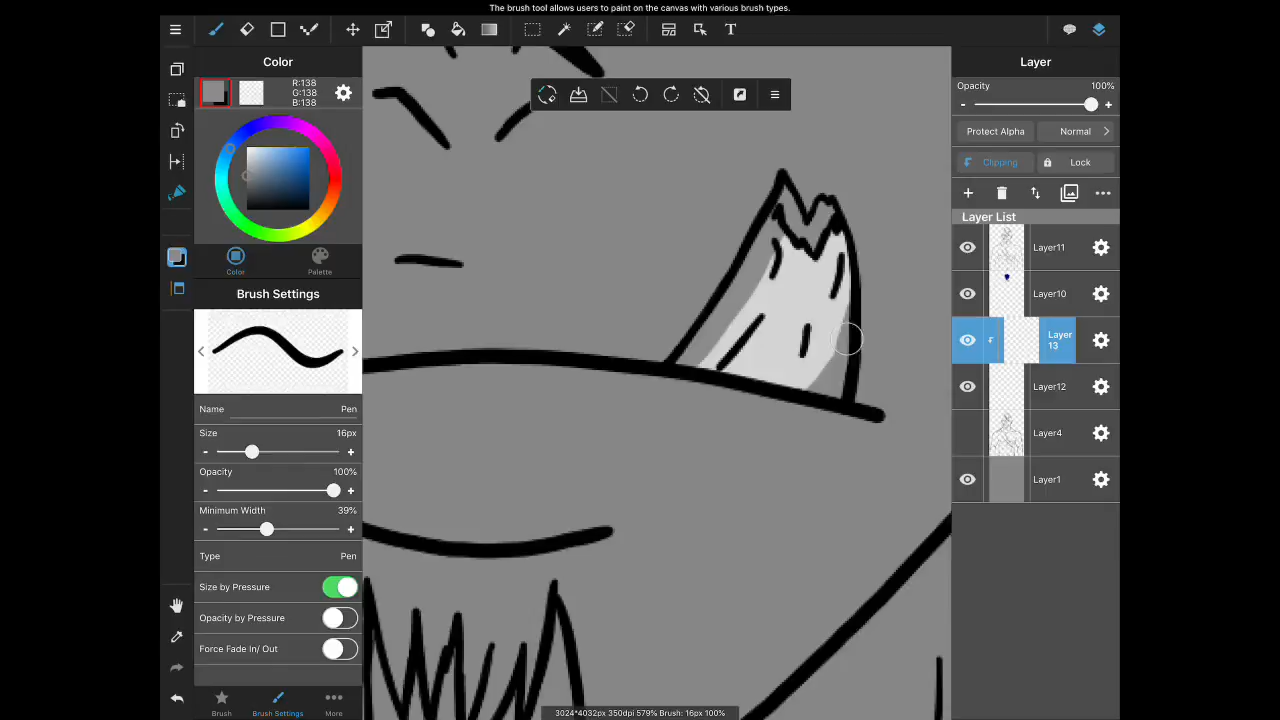 The brush tool allows users to paint on the canvas with various brush types.
T
Color
R:138
G:138
B:138
Color
Palette
Brush Settings
Name Pen
Size 16px
- +
Opacity 100%
- +
Minimum Width 39%
- +
Type Pen
Size by Pressure
Opacity by Pressure
Force Fade In/ Out
Brush
Brush Settings
More
3024*4032px 350dpi 579% Brush: 16px 100%
Layer
Opacity 100%
- +
Protect Alpha
Normal
Clipping
Lock
Layer List
Layer11
Layer10
Layer
13
Layer12
Layer4
Layer1